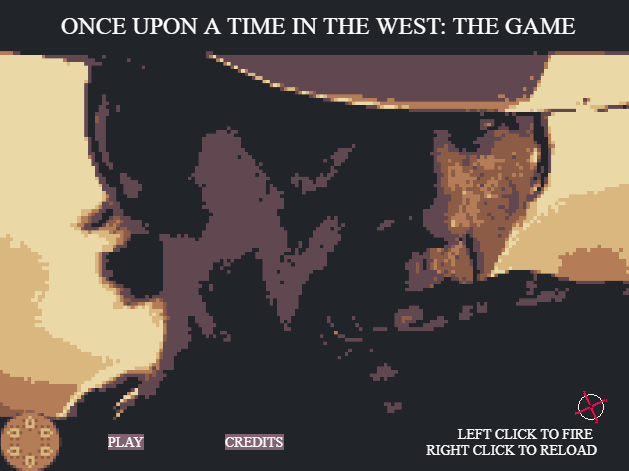 ONCE UPON A TIME IN THE WEST: THE GAME
PLAY
CREDITS
LEFT CLICK TO FIRE
RIGHT CLICK TO RELOAD